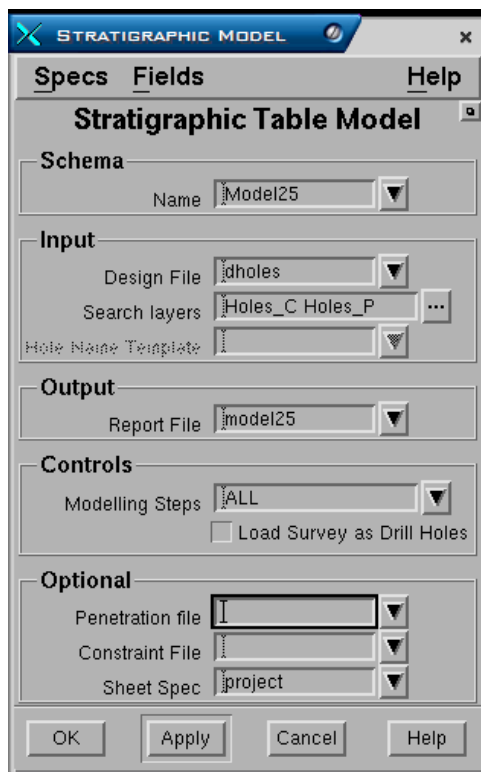 STRATIGRAPHIC MODEL
Specs Fields Help
Stratigraphic Table Model
Schema
Name Model25
Input
Design File dholes
Search layers Holes_C Holes_P ...
Hole Name Template
Output
Report File model25
Controls
Modelling Steps ALL
Load Survey as Drill Holes
Optional
Penetration file
Constraint File
Sheet Spec project
OK Apply Cancel Help